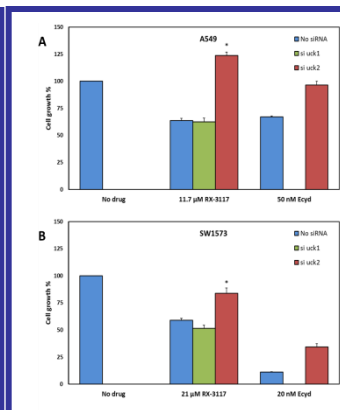 A
A549
150
125
100
75
50
25
0
Cell growth %
No siRNA
si uck1
si uck2
*
No drug
11.7 µM RX-3117
50 nM Ecyd
B
SW1573
150
125
100
75
50
25
0
Cell growth %
No siRNA
si uck1
si uck2
*
No drug
21 µM RX-3117
20 nM Ecyd